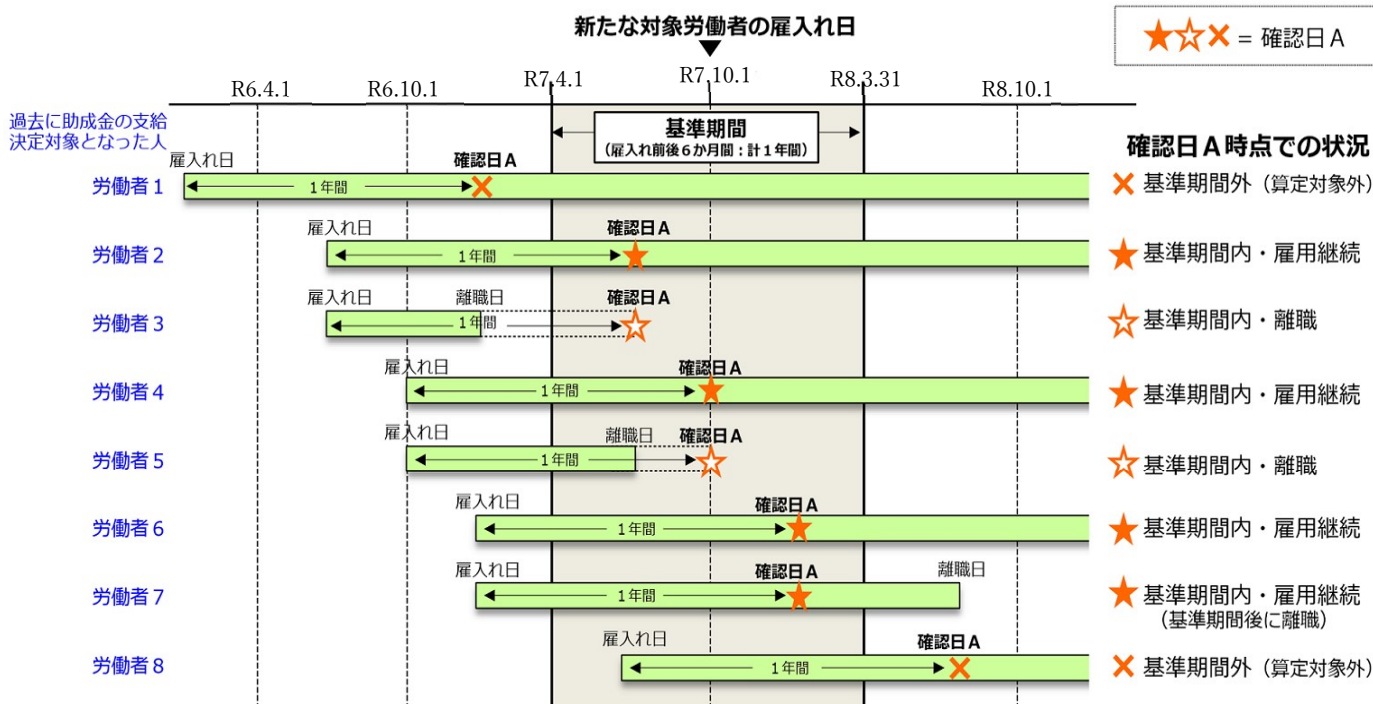 新たな対象労働者の雇入れ日
★☆× = 確認日A
R6.4.1
R6.10.1
R7.4.1
R7.10.1
R8.3.31
R8.10.1
過去に助成金の支給
決定対象となった人
基準期間
(雇入れ前後6か月間:計1年間)
確認日A時点での状況
労働者1
雇入れ日
1年間
確認日A
× 基準期間外(算定対象外)
労働者2
雇入れ日
1年間
確認日A
★ 基準期間内・雇用継続
労働者3
雇入れ日
離職日
1年間
確認日A
☆ 基準期間内・離職
労働者4
雇入れ日
1年間
確認日A
★ 基準期間内・雇用継続
労働者5
雇入れ日
1年間
離職日
確認日A
☆ 基準期間内・離職
労働者6
雇入れ日
1年間
確認日A
★ 基準期間内・雇用継続
労働者7
雇入れ日
1年間
確認日A
離職日
★ 基準期間内・雇用継続
(基準期間後に離職)
労働者8
雇入れ日
1年間
確認日A
× 基準期間外(算定対象外)